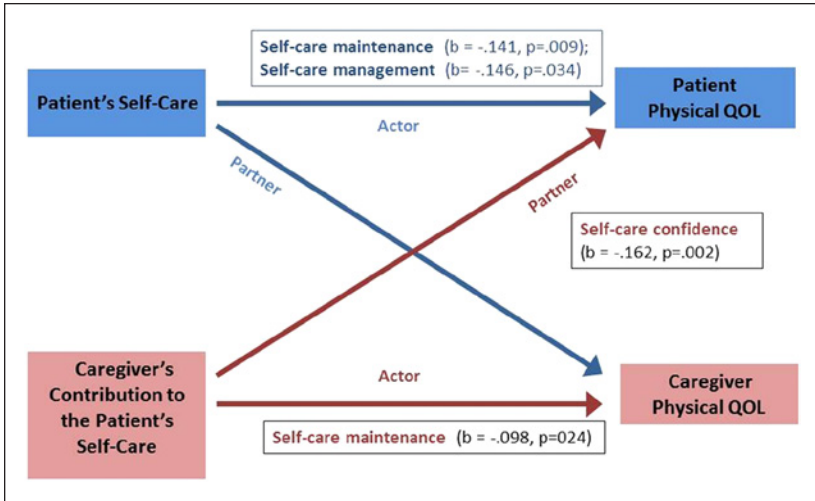 Self-care maintenance (b = -.141, p=.009);
Self-care management (b= -.146, p=.034)
Patient's Self-Care
Patient
Physical QOL
Actor
Partner
Partner
Self-care confidence
(b = -.162, p=.002)
Caregiver's
Contribution to
the Patient's
Self-Care
Actor
Caregiver
Physical QOL
Self-care maintenance (b = -.098, p=024)